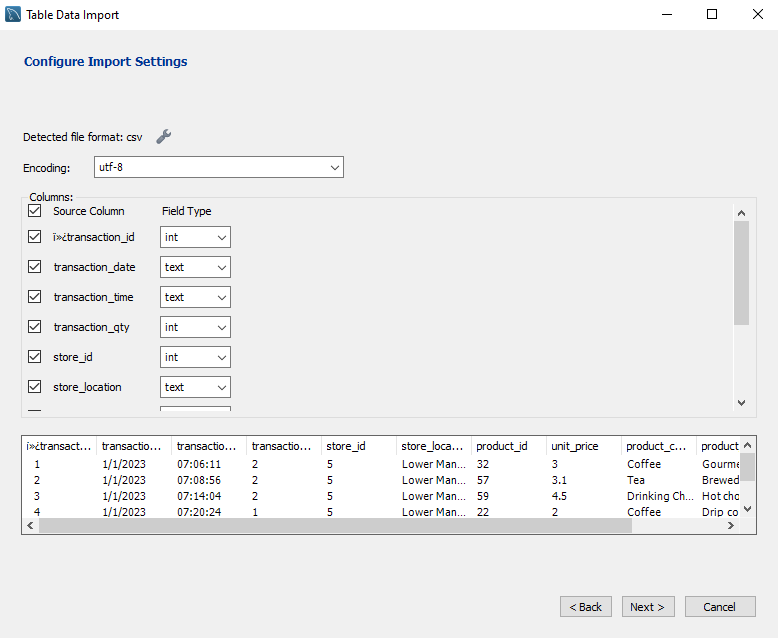 Table Data Import
Configure Import Settings
Detected file format: csv
Encoding: utf-8
Columns:
Source Column Field Type
ï»¿transaction_id int
transaction_date text
transaction_time text
transaction_qty int
store_id int
store_location text
ï»¿transact... transactio... transactio... transactio... store_id store_loca... product_id unit_price product_c... product
1 1/1/2023 07:06:11 2 5 Lower Man... 32 3 Coffee Gourme
2 1/1/2023 07:08:56 2 5 Lower Man... 57 3.1 Tea Brewed
3 1/1/2023 07:14:04 2 5 Lower Man... 59 4.5 Drinking Ch... Hot cho
4 1/1/2023 07:20:24 1 5 Lower Man... 22 2 Coffee Drip co
< Back Next > Cancel